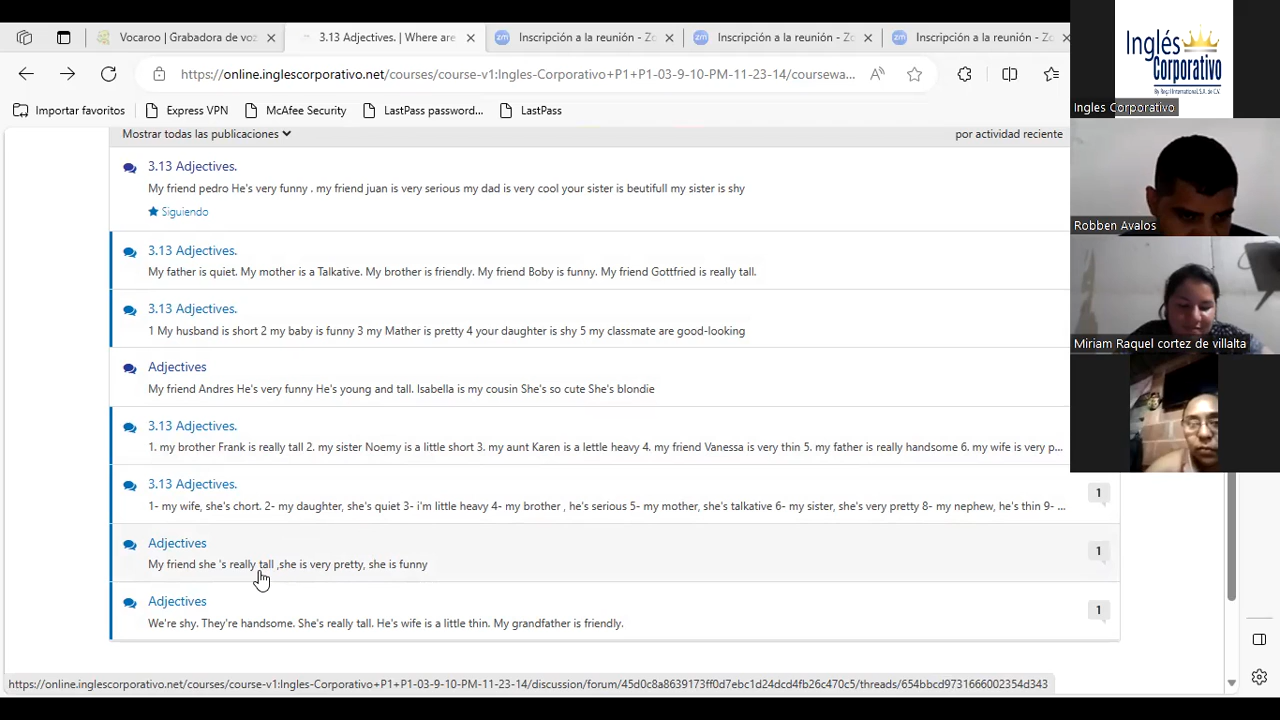 Vocaroo | Grabadora de voz
3.13 Adjectives. | Where are
Inscripción a la reunión - Zo
Inscripción a la reunión - Zo
Inscripción a la reunión - Zo
https://online.inglescorporativo.net/courses/course-v1:Ingles-Corporativo+P1+P1-03-9-10-PM-11-23-14/coursewa...
Importar favoritos
Express VPN
McAfee Security
LastPass password...
LastPass
Mostrar todas las publicaciones
por actividad reciente
3.13 Adjectives.
My friend pedro He's very funny . my friend juan is very serious my dad is very cool your sister is beutifull my sister is shy
Siguiendo
3.13 Adjectives.
My father is quiet. My mother is a Talkative. My brother is friendly. My friend Boby is funny. My friend Gottfried is really tall.
3.13 Adjectives.
1 My husband is short 2 my baby is funny 3 my Mather is pretty 4 your daughter is shy 5 my classmate are good-looking
Adjectives
My friend Andres He's very funny He's young and tall. Isabella is my cousin She's so cute She's blondie
3.13 Adjectives.
1. my brother Frank is really tall 2. my sister Noemy is a little short 3. my aunt Karen is a lettle heavy 4. my friend Vanessa is very thin 5. my father is really handsome 6. my wife is very p...
3.13 Adjectives.
1- my wife, she's chort. 2- my daughter, she's quiet 3- i'm little heavy 4- my brother , he's serious 5- my mother, she's talkative 6- my sister, she's very pretty 8- my nephew, he's thin 9- ...
1
Adjectives
My friend she 's really tall ,she is very pretty, she is funny
1
Adjectives
We're shy. They're handsome. She's really tall. He's wife is a little thin. My grandfather is friendly.
1
https://online.inglescorporativo.net/courses/course-v1:Ingles-Corporativo+P1+P1-03-9-10-PM-11-23-14/discussion/forum/45d0c8a8639173ff0d7ebc1d24dcd4fb26c470c5/threads/654bbcd9731666002354d343
Inglés
Corporativo
Ingles Corporativo
Robben Avalos
Miriam Raquel cortez de villalta